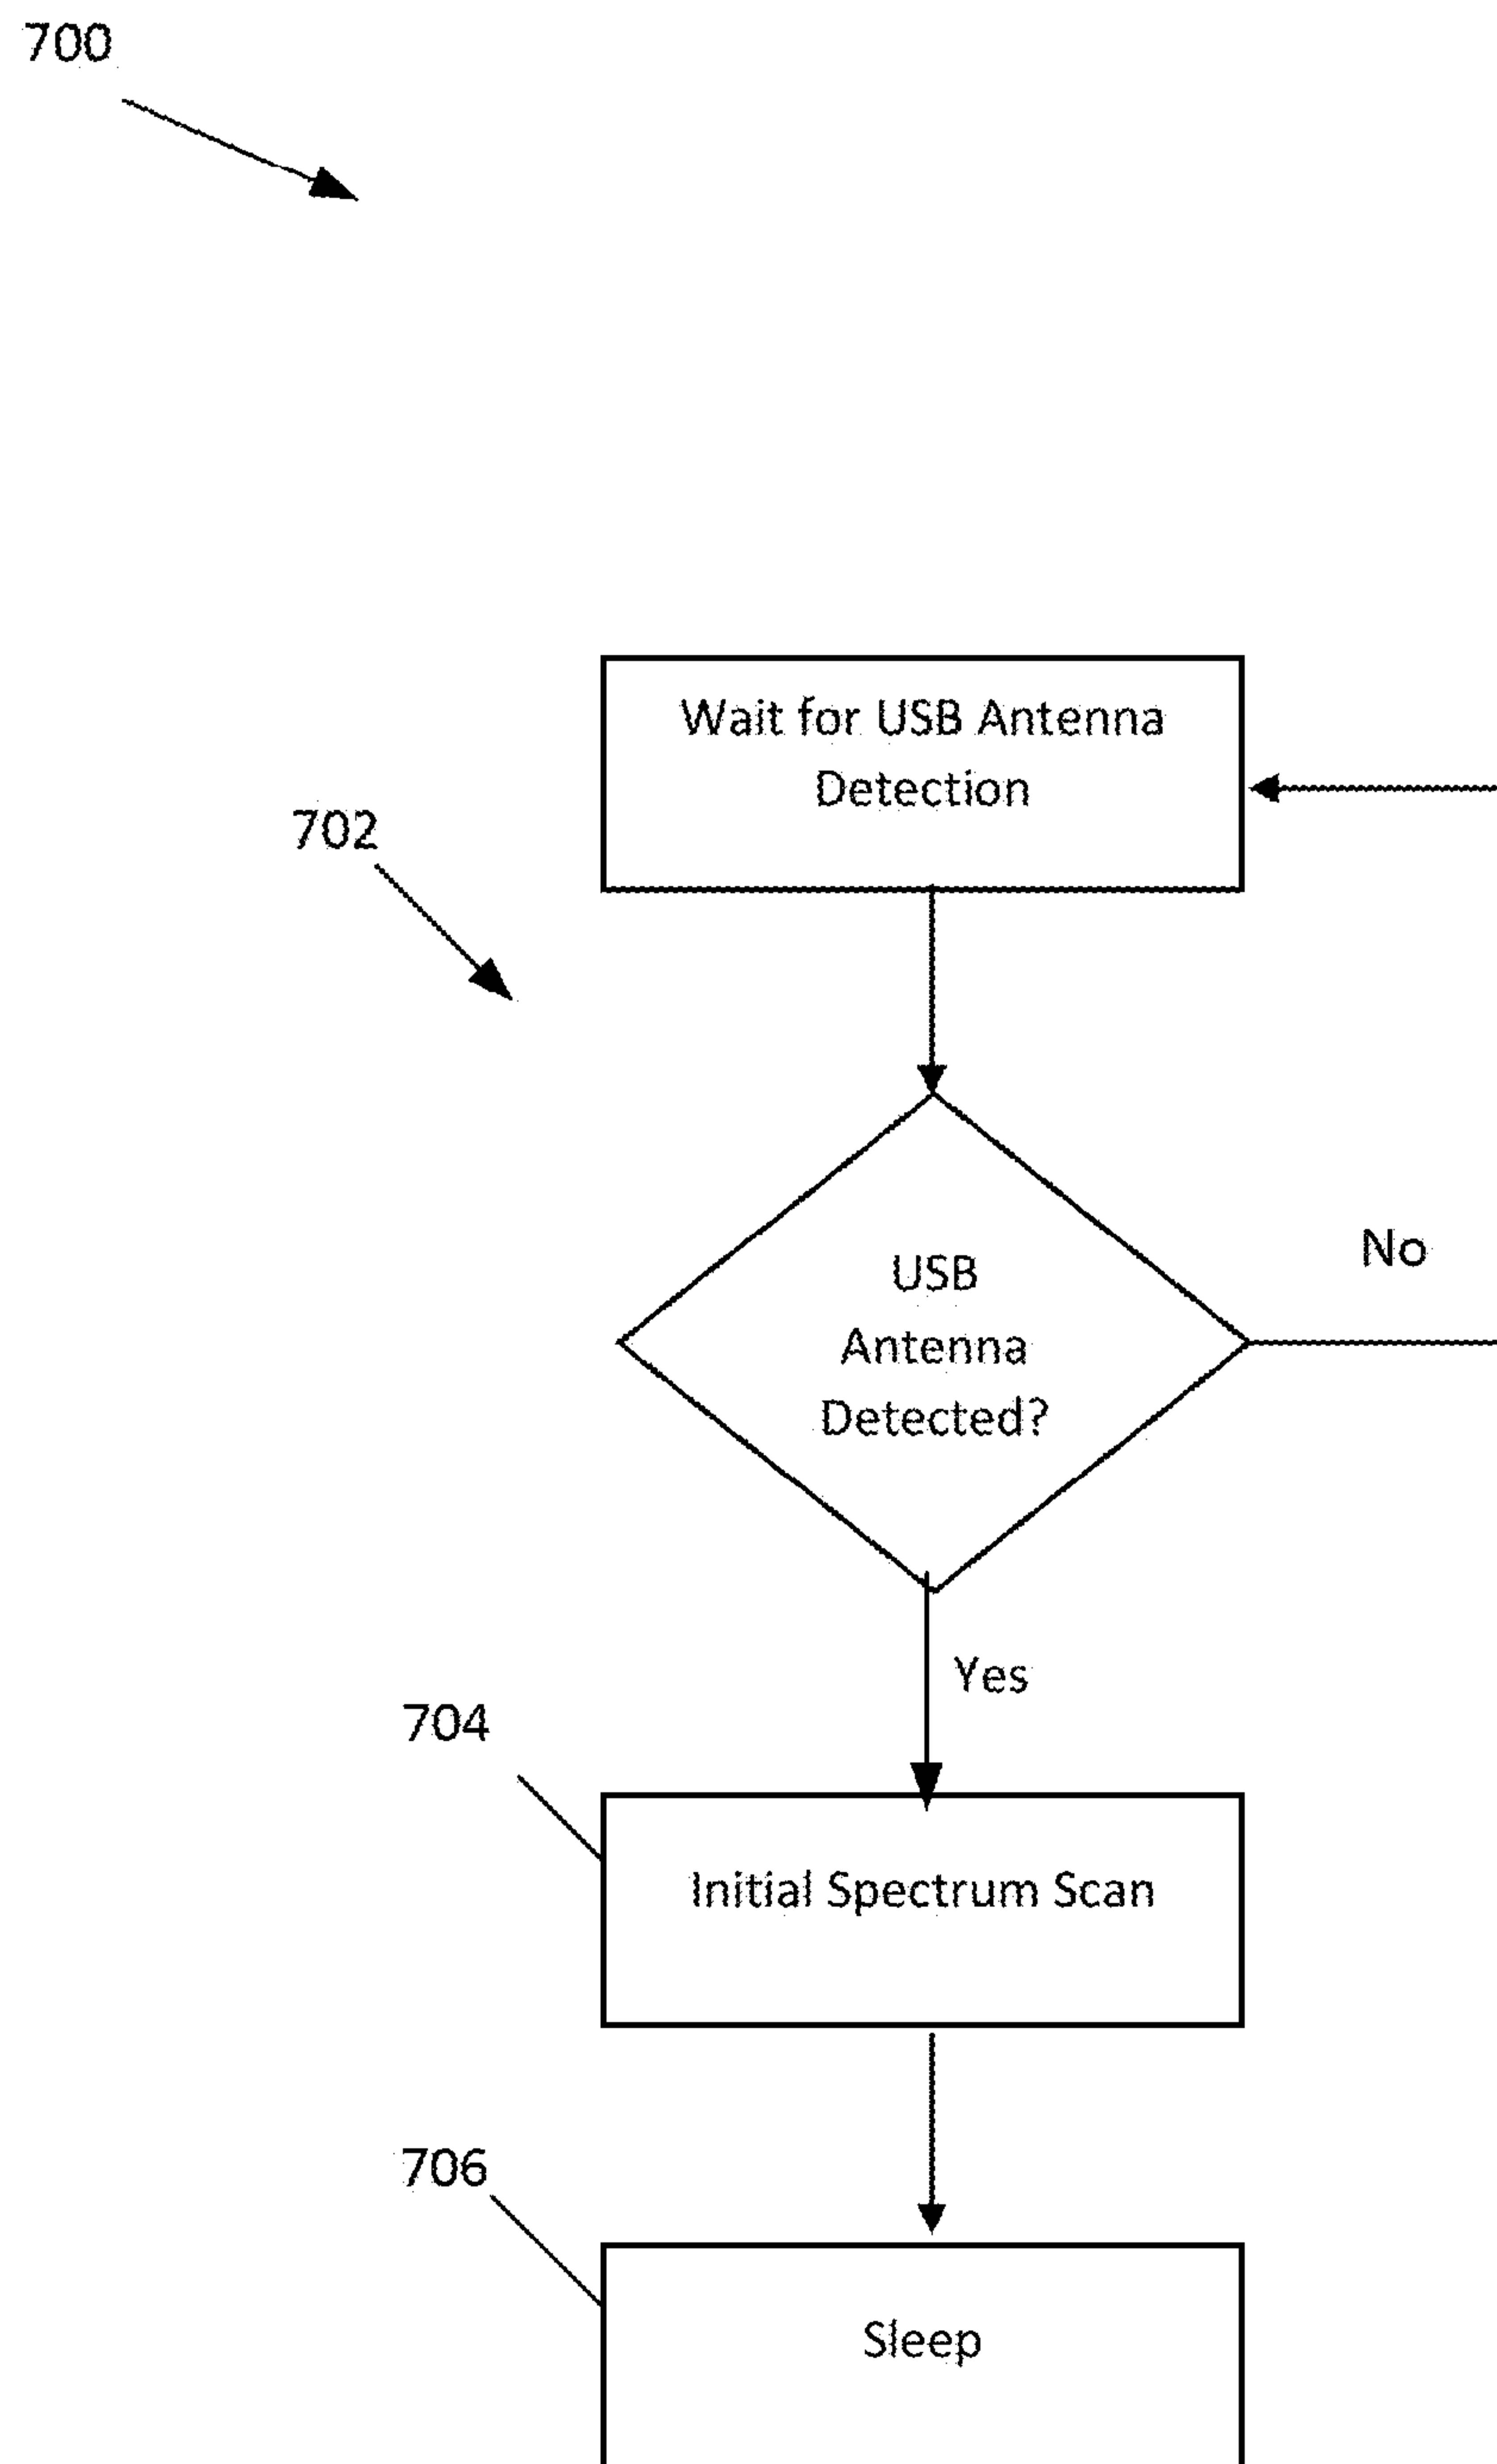 700
Wait for USB Antenna
Detection
702
USB
Antenna
Detected?
No
Yes
704
Initial Spectrum Scan
706
Sleep